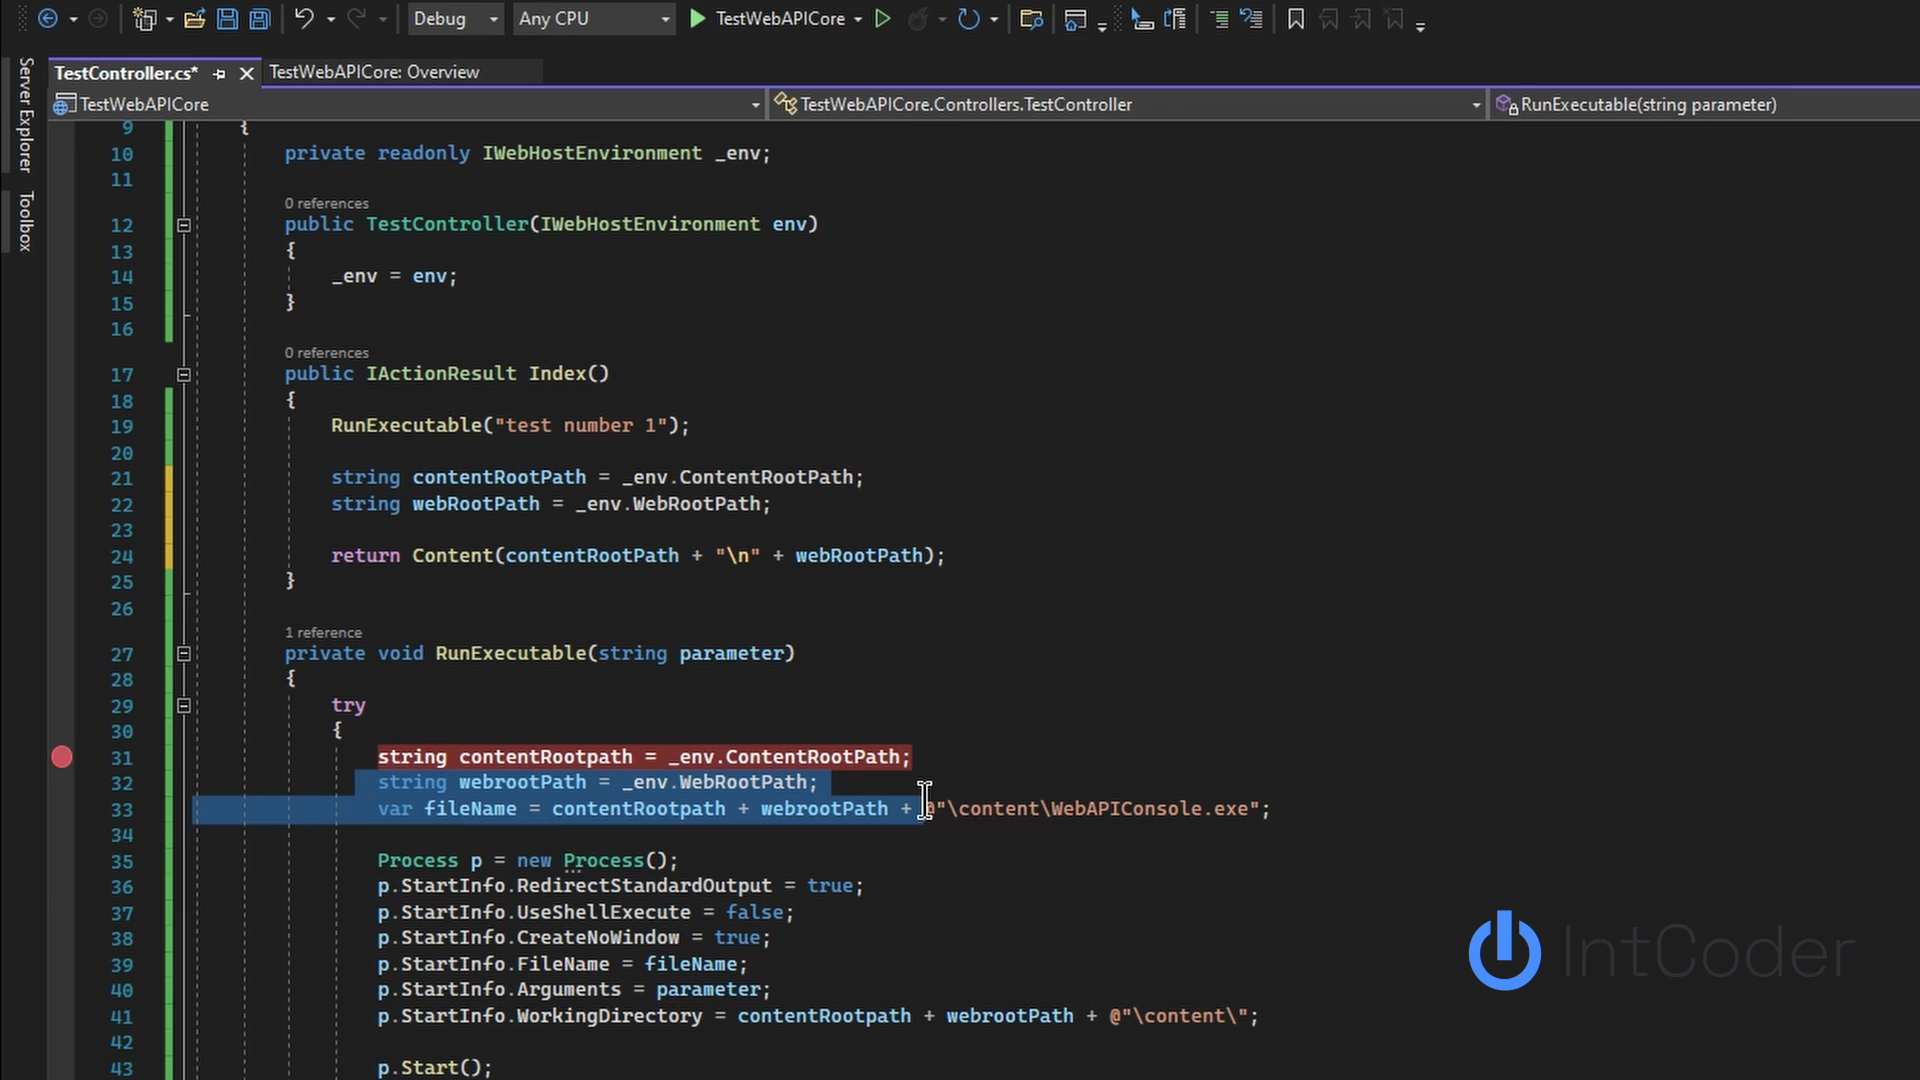 Debug
Any CPU
TestWebAPICore
Server Explorer
Toolbox
TestController.cs*
TestWebAPICore: Overview
TestWebAPICore
TestWebAPICore.Controllers.TestController
RunExecutable(string parameter)
9 {
10 private readonly IWebHostEnvironment _env;
11
0 references
12 public TestController(IWebHostEnvironment env)
13 {
14 _env = env;
15 }
16
0 references
17 public IActionResult Index()
18 {
19 RunExecutable("test number 1");
20
21 string contentRootPath = _env.ContentRootPath;
22 string webRootPath = _env.WebRootPath;
23
24 return Content(contentRootPath + "\n" + webRootPath);
25 }
26
1 reference
27 private void RunExecutable(string parameter)
28 {
29 try
30 {
31 string contentRootpath = _env.ContentRootPath;
32 string webrootPath = _env.WebRootPath;
33 var fileName = contentRootpath + webrootPath + @"\content\WebAPIConsole.exe";
34
35 Process p = new Process();
36 p.StartInfo.RedirectStandardOutput = true;
37 p.StartInfo.UseShellExecute = false;
38 p.StartInfo.CreateNoWindow = true;
39 p.StartInfo.FileName = fileName;
40 p.StartInfo.Arguments = parameter;
41 p.StartInfo.WorkingDirectory = contentRootpath + webrootPath + @"\content\";
42
43 p.Start();
IntCoder